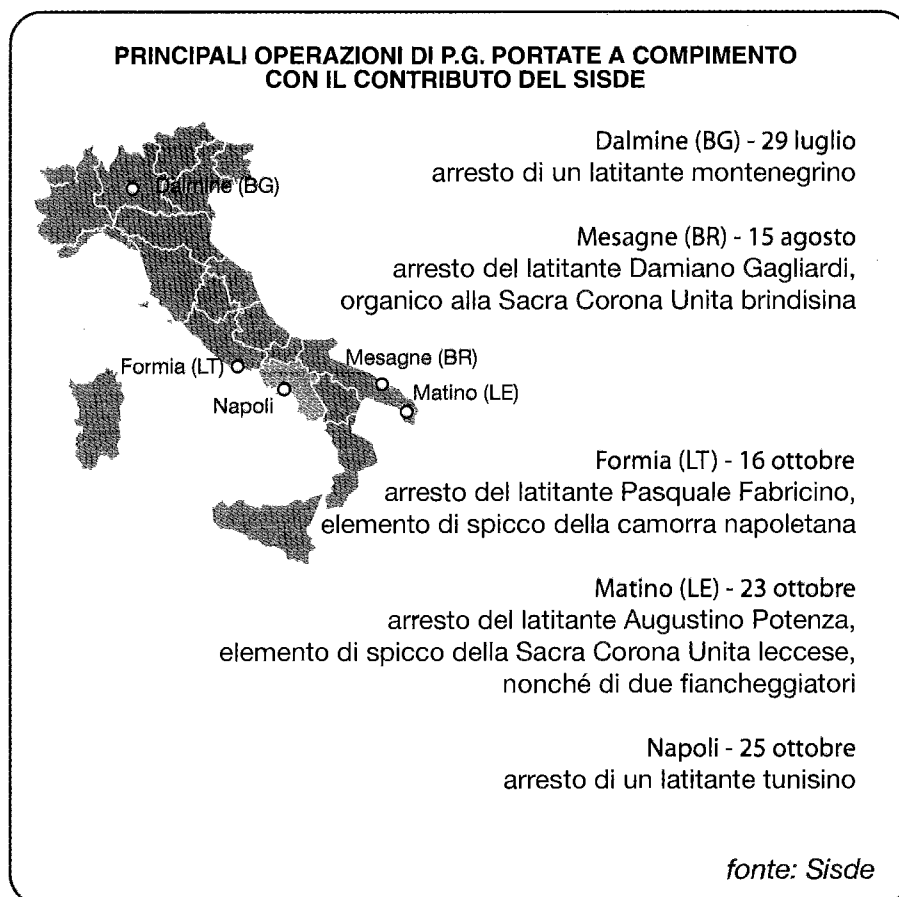 PRINCIPALI OPERAZIONI DI P.G. PORTATE A COMPIMENTO
CON IL CONTRIBUTO DEL SISDE
Dalmine (BG)
Formia (LT)
Napoli
Mesagne (BR)
Matino (LE)
Dalmine (BG) - 29 luglio
arresto di un latitante montenegrino
Mesagne (BR) - 15 agosto
arresto del latitante Damiano Gagliardi,
organico alla Sacra Corona Unita brindisina
Formia (LT) - 16 ottobre
arresto del latitante Pasquale Fabricino,
elemento di spicco della camorra napoletana
Matino (LE) - 23 ottobre
arresto del latitante Augustino Potenza,
elemento di spicco della Sacra Corona Unita leccese,
nonché di due fiancheggiatori
Napoli - 25 ottobre
arresto di un latitante tunisino
fonte: Sisde